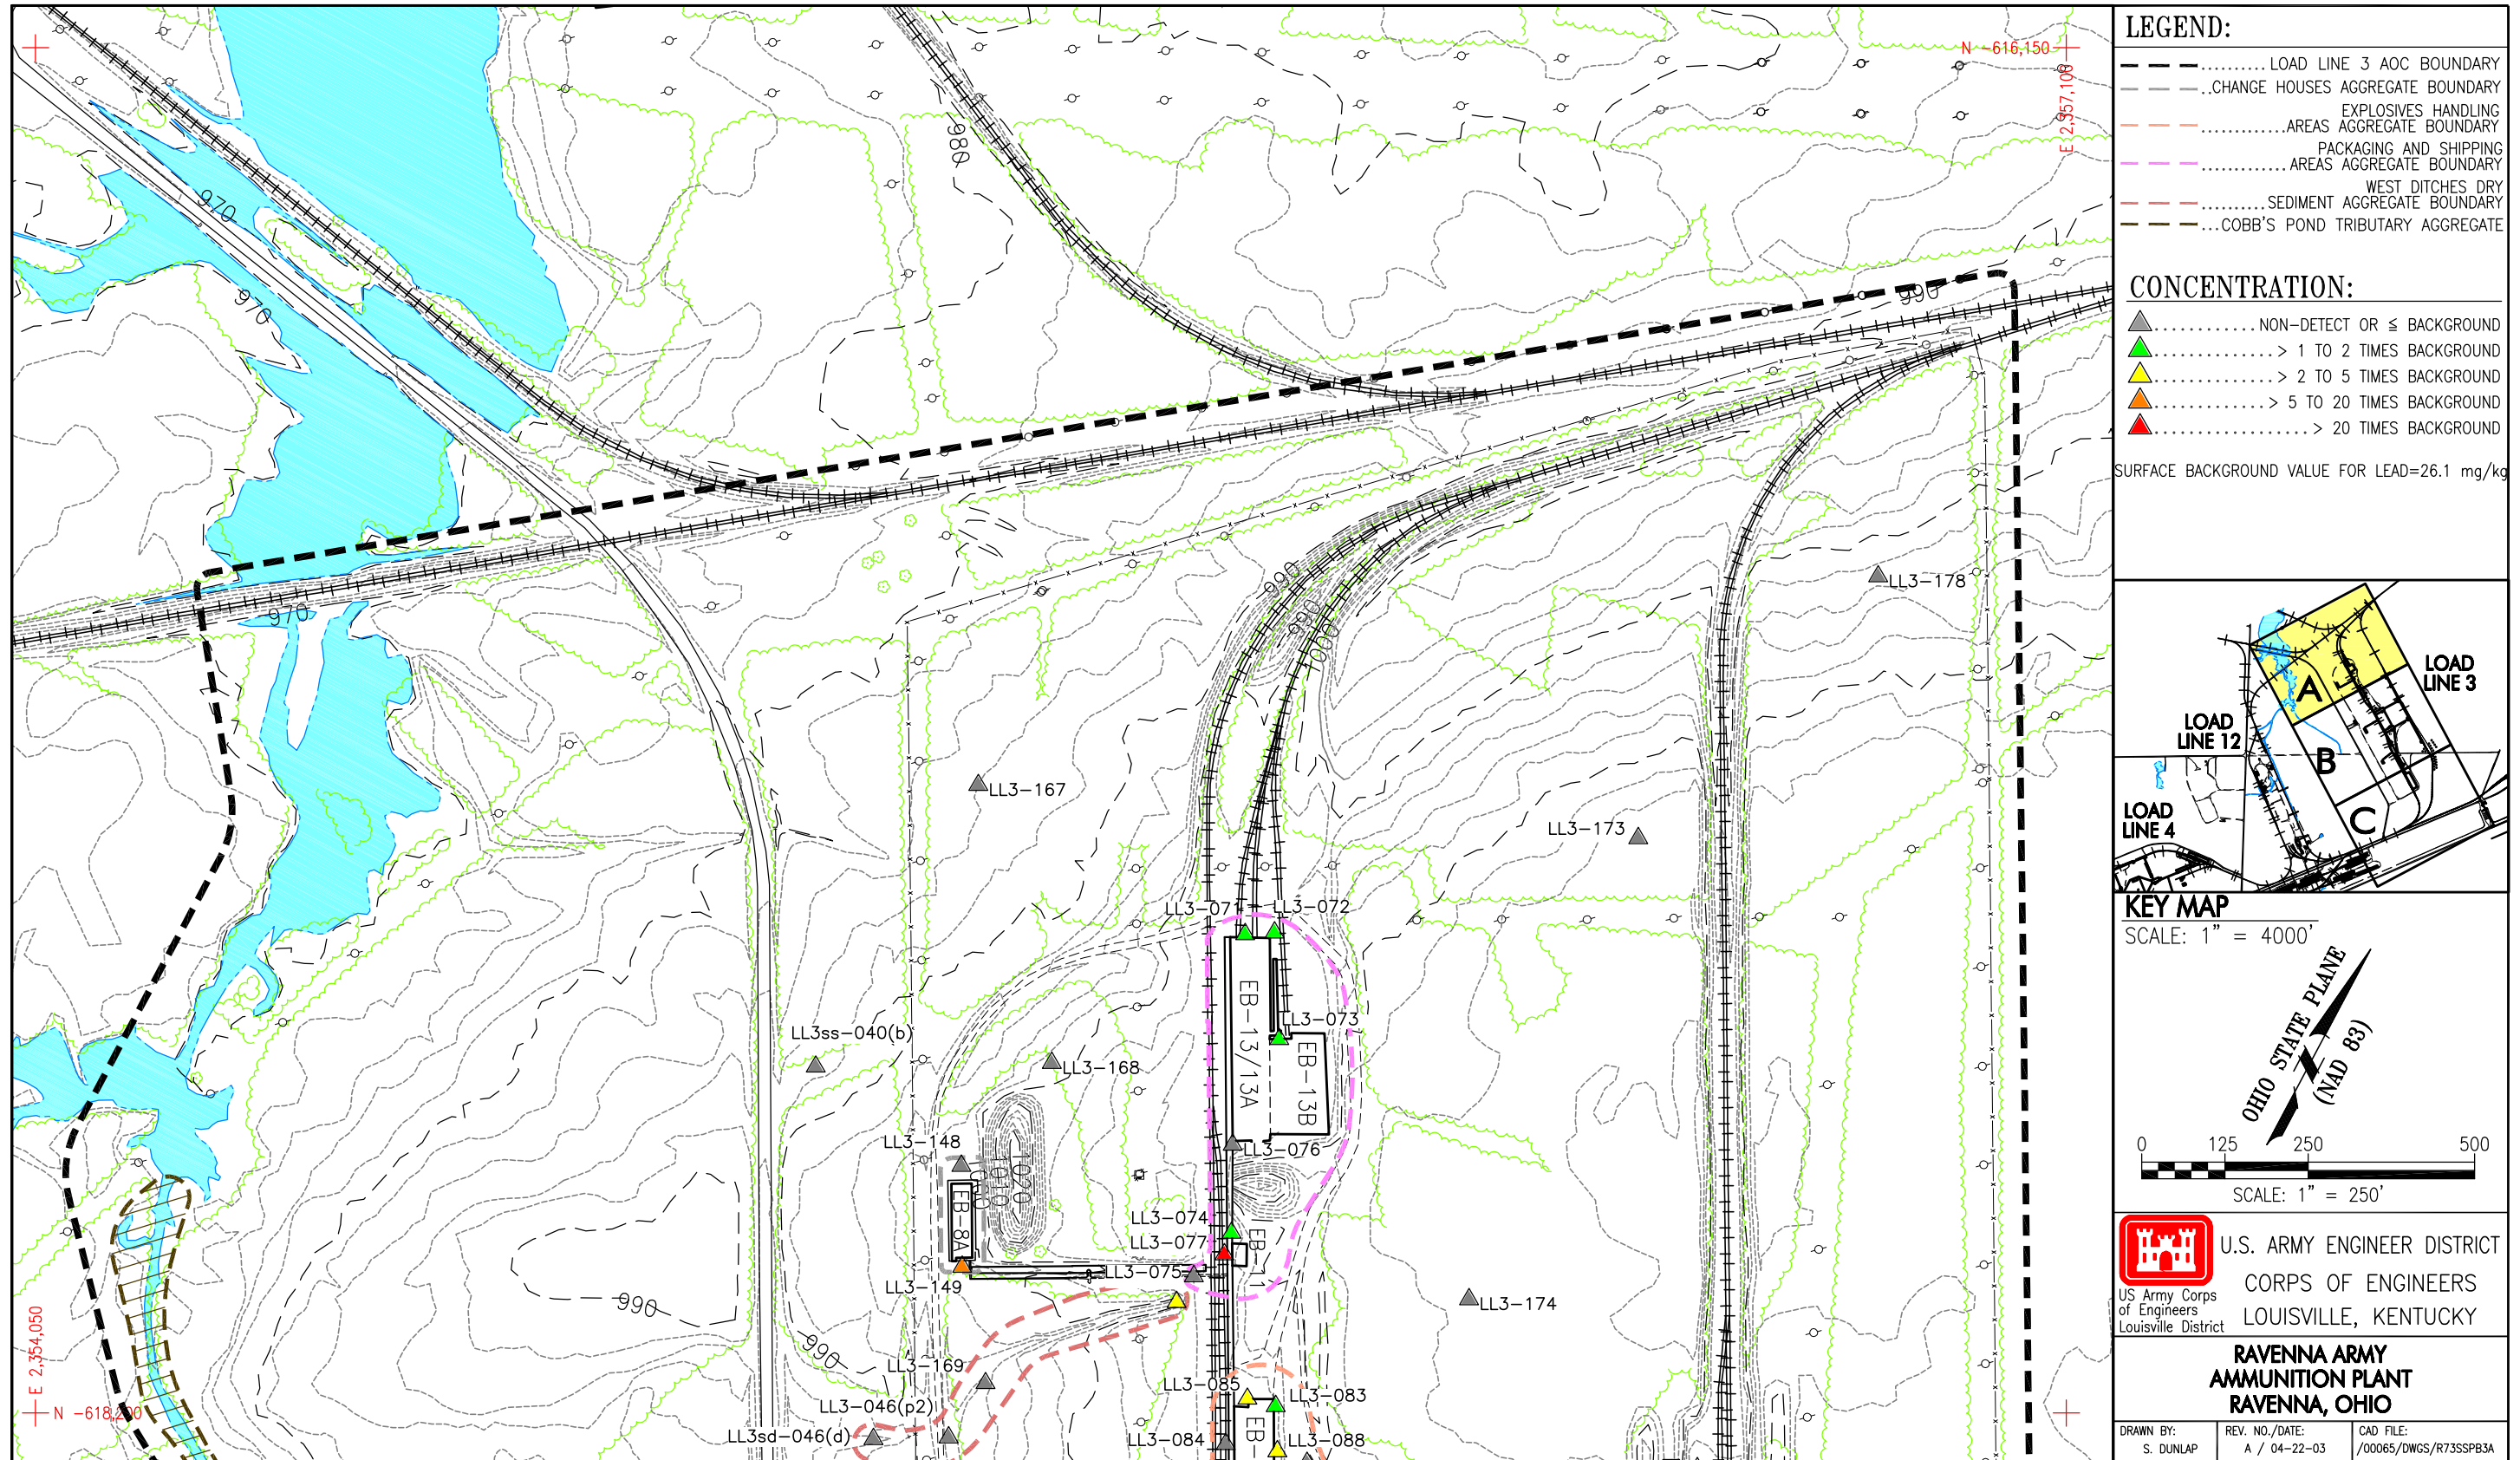 N -616,150
E 2,357,100
980
970
970
990
970
990
990
1000
LL3-178
LL3-167
LL3-173
LL3-071
LL3-072
EB-13/13A
LL3-073
EB-13B
LL3ss-040(b)
LL3-168
LL3-148
LL3-076
1020
1010
EB-8A
LL3-074
LL3-077
LL3-075
LL3-149
LL3-174
990
990
LL3-169
LL3-085
LL3-083
LL3-046(p2)
LL3sd-046(d)
LL3-084
EB-
LL3-088
E 2,354,050
N -618,200
LEGEND:
LOAD LINE 3 AOC BOUNDARY
CHANGE HOUSES AGGREGATE BOUNDARY
EXPLOSIVES HANDLING
AREAS AGGREGATE BOUNDARY
PACKAGING AND SHIPPING
AREAS AGGREGATE BOUNDARY
WEST DITCHES DRY
SEDIMENT AGGREGATE BOUNDARY
COBB'S POND TRIBUTARY AGGREGATE
CONCENTRATION:
NON-DETECT OR ≤ BACKGROUND
> 1 TO 2 TIMES BACKGROUND
> 2 TO 5 TIMES BACKGROUND
> 5 TO 20 TIMES BACKGROUND
> 20 TIMES BACKGROUND
SURFACE BACKGROUND VALUE FOR LEAD=26.1 mg/kg
LOAD
LINE 3
A
LOAD
LINE 12
B
LOAD
LINE 4
C
KEY MAP
SCALE: 1" = 4000'
OHIO STATE PLANE
(NAD 83)
0 125 250 500
SCALE: 1" = 250'
US Army Corps
of Engineers
Louisville District
U.S. ARMY ENGINEER DISTRICT
CORPS OF ENGINEERS
LOUISVILLE, KENTUCKY
RAVENNA ARMY
AMMUNITION PLANT
RAVENNA, OHIO
DRAWN BY:
S. DUNLAP
REV. NO./DATE:
A / 04-22-03
CAD FILE:
/00065/DWGS/R73SSPB3A